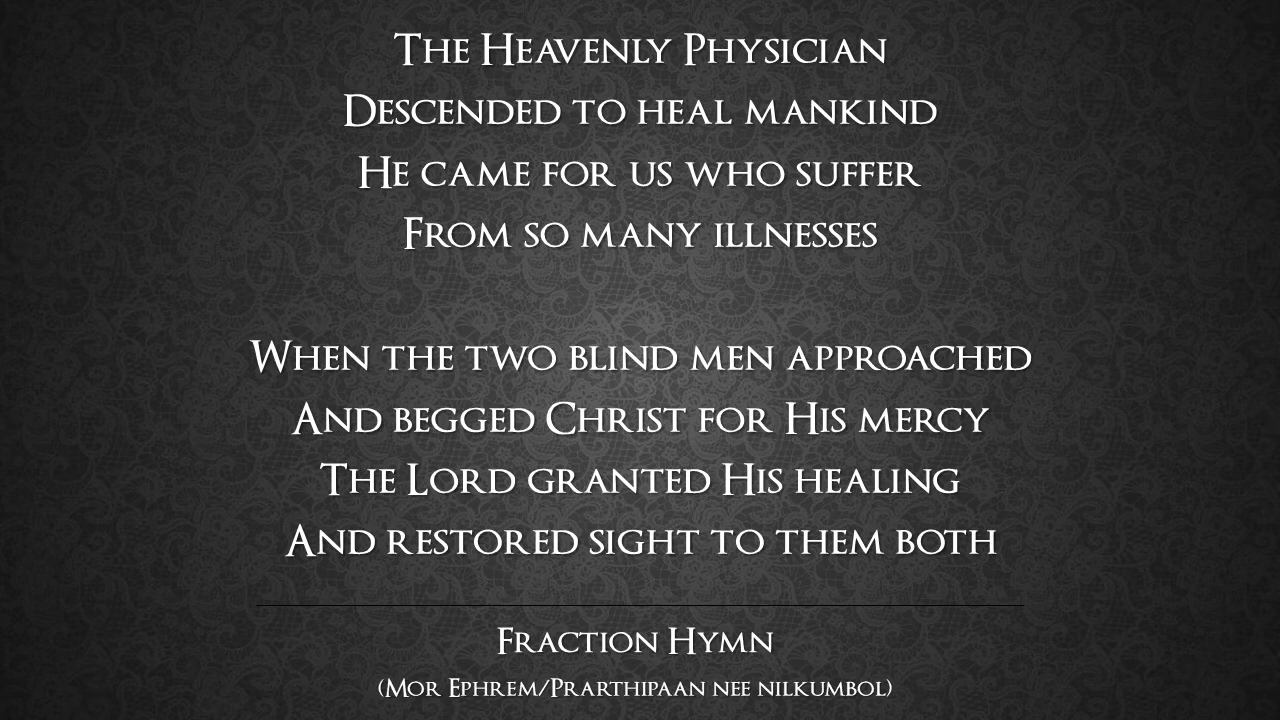 The Heavenly Physician
Descended to heal mankind
He came for us who suffer
From so many illnesses
When the two blind men approached
And begged Christ for His mercy
The Lord granted His healing
And restored sight to them both
Fraction Hymn
(Mor Ephrem/Prarthipaan nee nilkumbol)